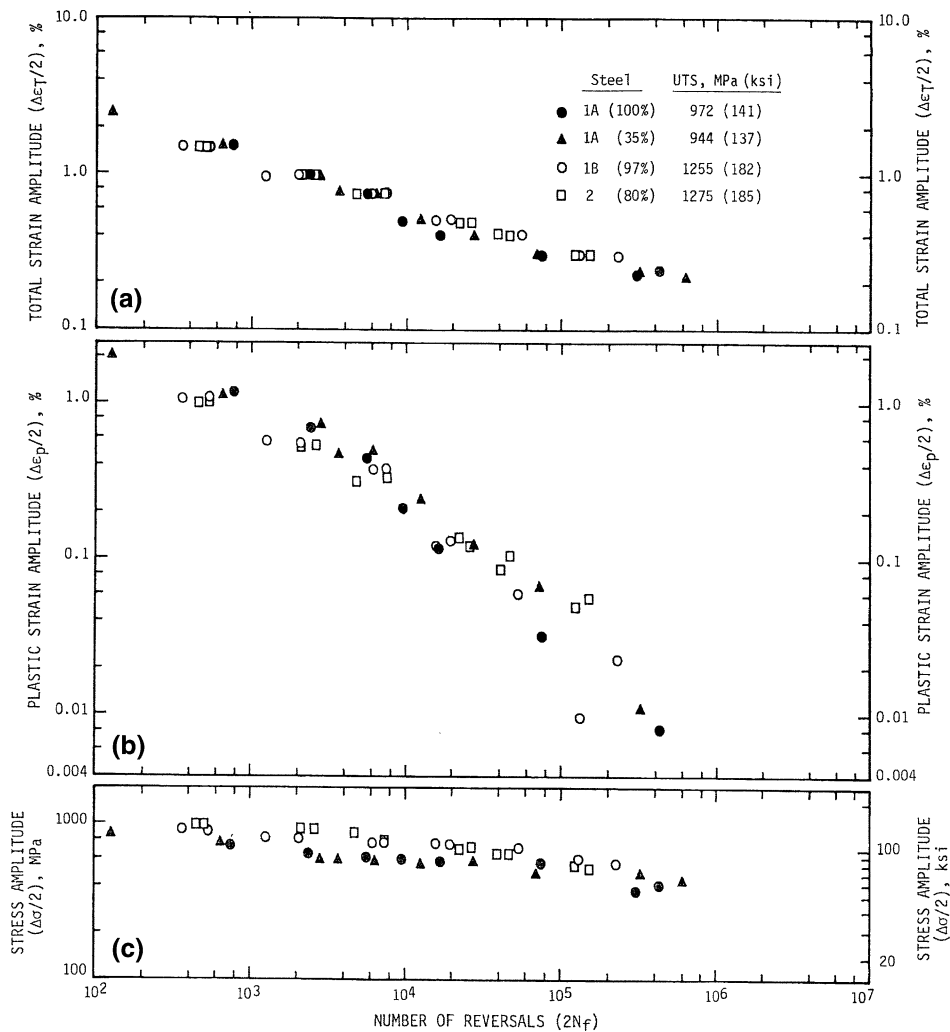 10.0
10.0
Steel UTS, MPa (ksi)
● 1A (100%) 972 (141)
▲ 1A (35%) 944 (137)
○ 1B (97%) 1255 (182)
□ 2 (80%) 1275 (185)
TOTAL STRAIN AMPLITUDE (ΔεT/2), %
TOTAL STRAIN AMPLITUDE (ΔεT/2), %
1.0
1.0
(a)
0.1
0.1
PLASTIC STRAIN AMPLITUDE (Δεp/2), %
PLASTIC STRAIN AMPLITUDE (Δεp/2), %
1.0
1.0
0.1
0.1
0.01
0.01
(b)
0.004
0.004
STRESS AMPLITUDE
(Δσ/2), MPa
STRESS AMPLITUDE
(Δσ/2), ksi
1000
100
(c)
100
20
10² 10³ 10⁴ 10⁵ 10⁶ 10⁷
NUMBER OF REVERSALS (2Nf)